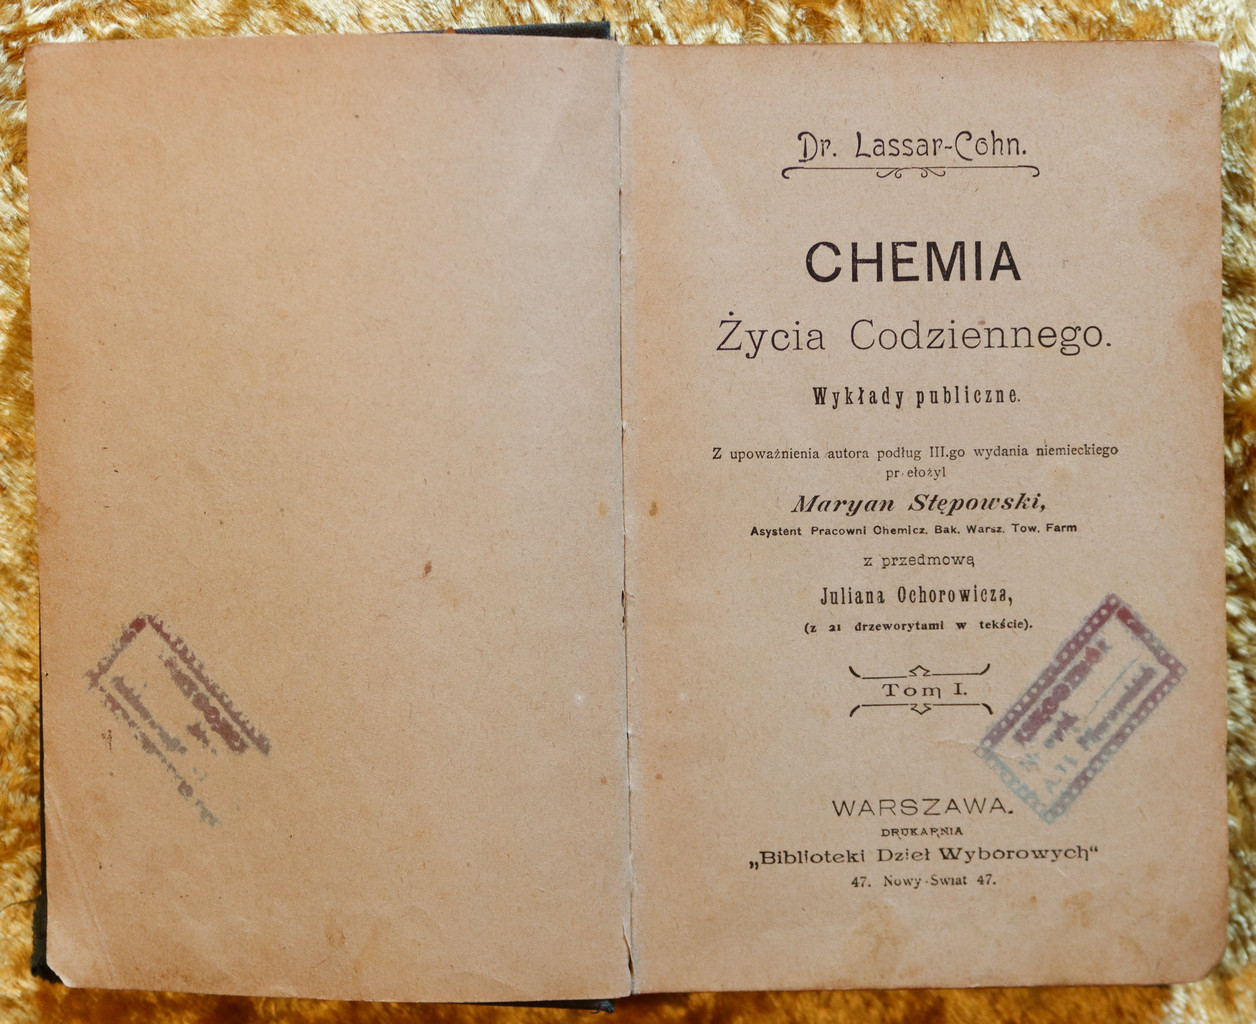 Dr. Lassar-Cohn.
CHEMIA
Życia Codziennego.
Wykłady publiczne.
Z upoważnienia autora podług III.go wydania niemieckiego
pr ełożył
Maryan Stępowski,
Asystent Pracowni Chemicz. Bak. Warsz. Tow. Farm
z przedmową
Juliana Ochorowicza,
(z 21 drzeworytami w tekście).
Tom I.
WARSZAWA.
DRUKARNIA
„Biblioteki Dzieł Wyborowych“
47. Nowy-Świat 47.